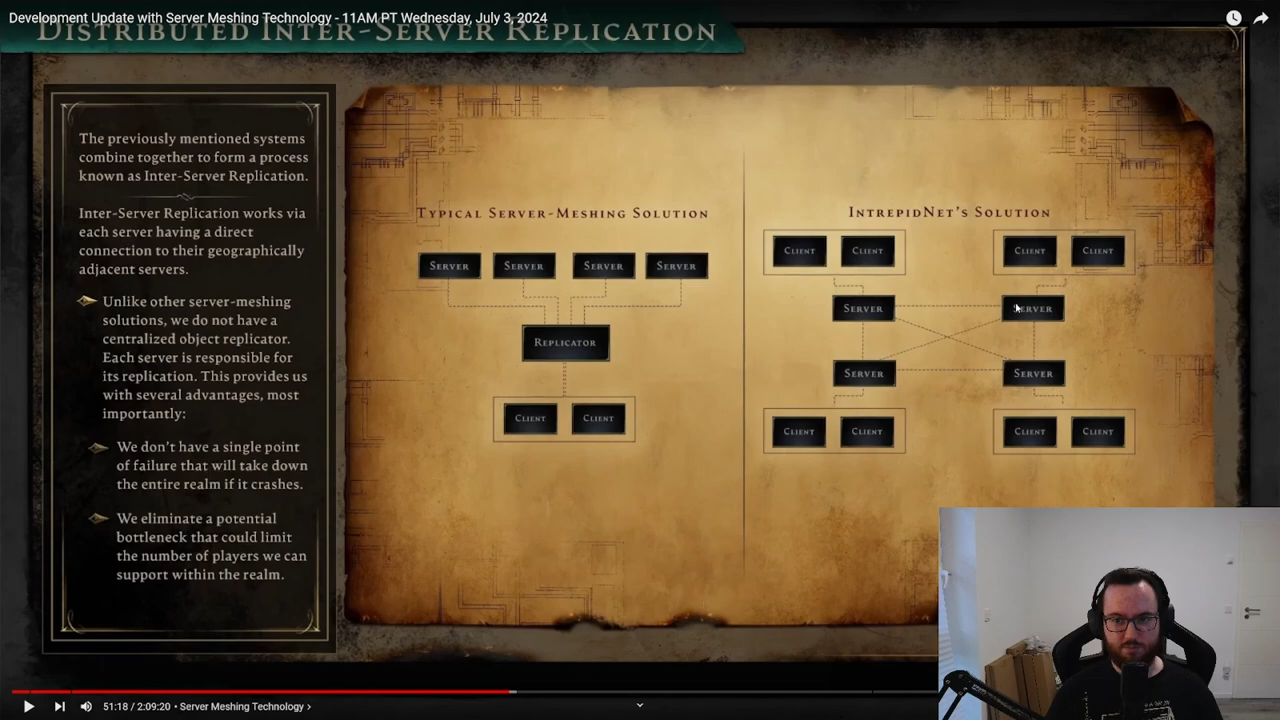 Development Update with Server Meshing Technology - 11AM PT Wednesday, July 3, 2024
Distributed Inter-Server Replication
The previously mentioned systems
combine together to form a process
known as Inter-Server Replication.
Inter-Server Replication works via
each server having a direct
connection to their geographically
adjacent servers.
Unlike other server-meshing
solutions, we do not have a
centralized object replicator.
Each server is responsible for
its replication. This provides us
with several advantages, most
importantly:
We don't have a single point
of failure that will take down
the entire realm if it crashes.
We eliminate a potential
bottleneck that could limit
the number of players we can
support within the realm.
Typical Server-Meshing Solution
Server Server Server Server
Replicator
Client Client
IntrepidNet's Solution
Client Client Client Client
Server Server
Server Server
Client Client Client Client
51:18 / 2:09:20 • Server Meshing Technology ›